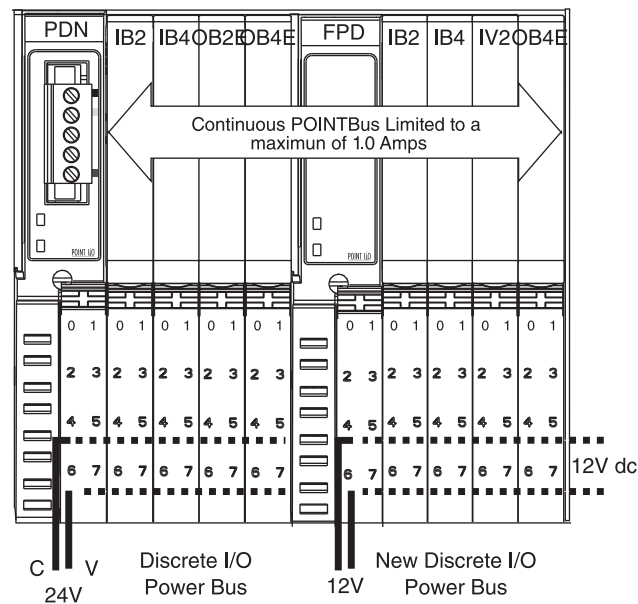 PDN IB2 IB4 OB2E OB4E FPD IB2 IB4 IV2 OB4E
Continuous POINTBus Limited to a
maximun of 1.0 Amps
POINT I/O POINT I/O
0 1 0 1 0 1 0 1 0 1 0 1 0 1 0 1 0 1 0 1
2 3 2 3 2 3 2 3 2 3 2 3 2 3 2 3 2 3 2 3
4 5 4 5 4 5 4 5 4 5 4 5 4 5 4 5 4 5 4 5
6 7 6 7 6 7 6 7 6 7 6 7 6 7 6 7 6 7 6 7
12V dc
C V
24V
Discrete I/O
Power Bus
12V
New Discrete I/O
Power Bus